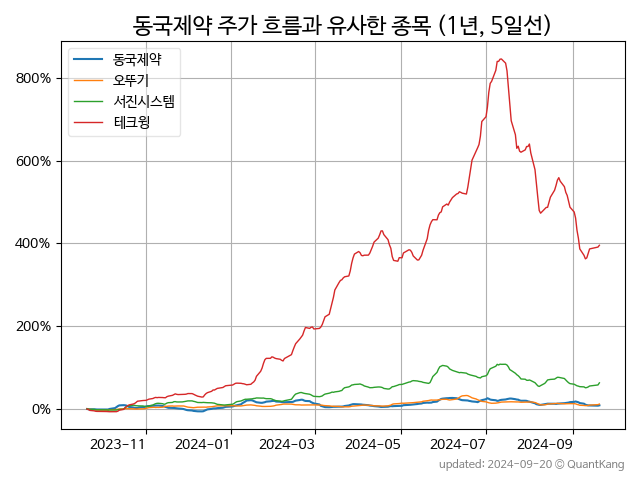 동국제약 주가 흐름과 유사한 종목 (1년, 5일선)
동국제약
오뚜기
서진시스템
테크윙
800%
600%
400%
200%
0%
2023-11 2024-01 2024-03 2024-05 2024-07 2024-09
updated: 2024-09-20 @ QuantKang